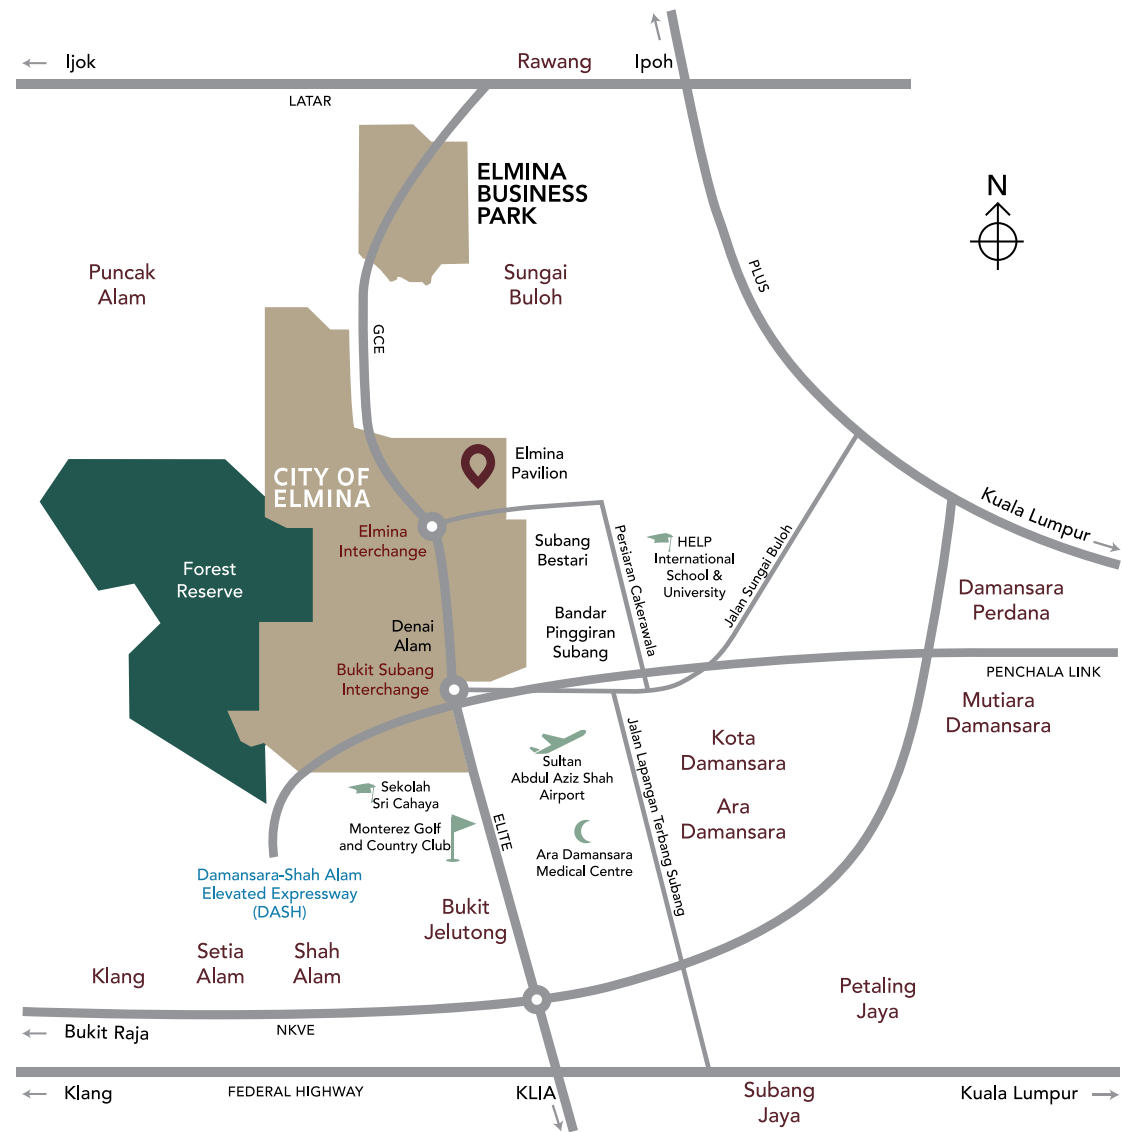 Ijok
Rawang
Ipoh
LATAR
ELMINA
BUSINESS
PARK
N
Puncak
Alam
Sungai
Buloh
PLUS
GCE
Elmina
Pavilion
CITY OF
ELMINA
Kuala Lumpur
Elmina
Interchange
Subang
Bestari
Persiaran Cakerawala
HELP
International
School &
University
Jalan Sungai Buloh
Forest
Reserve
Damansara
Perdana
Denai
Alam
Bandar
Pinggiran
Subang
Bukit Subang
Interchange
PENCHALA LINK
Mutiara
Damansara
Kota
Damansara
Jalan Lapangan Terbang Subang
Sultan
Abdul Aziz Shah
Airport
Sekolah
Sri Cahaya
Ara
Damansara
Monterez Golf
and Country Club
ELITE
Ara Damansara
Medical Centre
Damansara-Shah Alam
Elevated Expressway
(DASH)
Bukit
Jelutong
Setia
Alam
Shah
Alam
Klang
Petaling
Jaya
Bukit Raja
NKVE
Klang
FEDERAL HIGHWAY
KLIA
Subang
Jaya
Kuala Lumpur